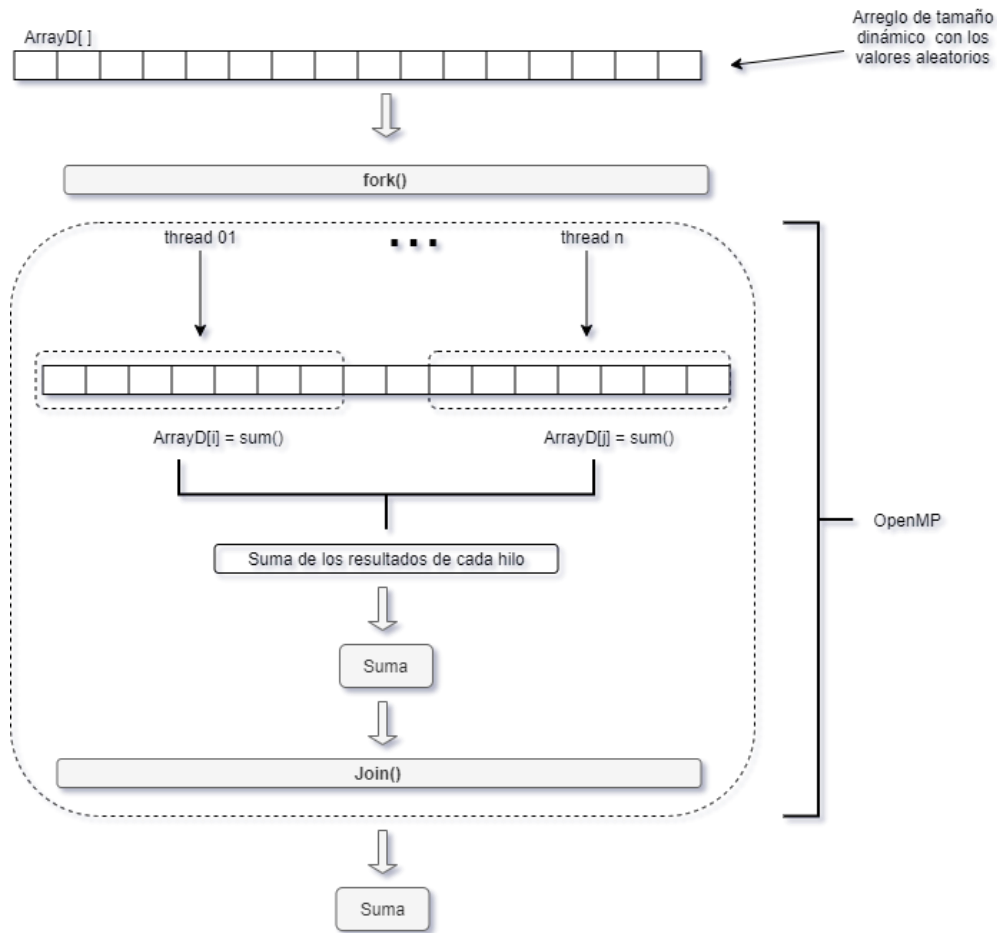 ArrayD[ ]
Arreglo de tamaño
dinámico con los
valores aleatorios
fork()
thread 01
...
thread n
ArrayD[i] = sum()
ArrayD[j] = sum()
OpenMP
Suma de los resultados de cada hilo
Suma
Join()
Suma